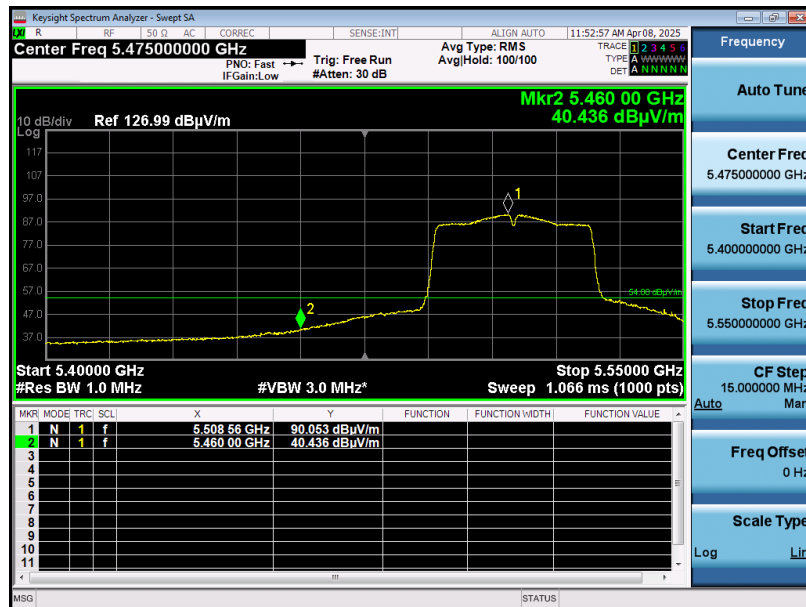 Keysight Spectrum Analyzer - Swept SA
LXI R RF 50 Ω AC CORREC SENSE:INT ALIGN AUTO 11:52:57 AM Apr 08, 2025
Center Freq 5.475000000 GHz
PNO: Fast
IFGain:Low
Trig: Free Run
#Atten: 30 dB
Avg Type: RMS
Avg|Hold: 100/100
TRACE 1 2 3 4 5 6
TYPE A WWWWW
DET A N N N N N
Mkr2 5.460 00 GHz
40.436 dBµV/m
10 dB/div Ref 126.99 dBµV/m
Log
117
107
97.0
87.0
77.0
67.0
57.0
47.0
37.0
1
2
54.00 dBµV/m
Start 5.40000 GHz Stop 5.55000 GHz
#Res BW 1.0 MHz #VBW 3.0 MHz* Sweep 1.066 ms (1000 pts)
MKR MODE TRC SCL X Y FUNCTION FUNCTION WIDTH FUNCTION VALUE
1 N 1 f 5.508 56 GHz 90.053 dBµV/m
2 N 1 f 5.460 00 GHz 40.436 dBµV/m
3
4
5
6
7
8
9
10
11
MSG STATUS
Frequency
Auto Tune
Center Freq
5.475000000 GHz
Start Freq
5.400000000 GHz
Stop Freq
5.550000000 GHz
CF Step
15.000000 MHz
Auto Man
Freq Offset
0 Hz
Scale Type
Log Lin